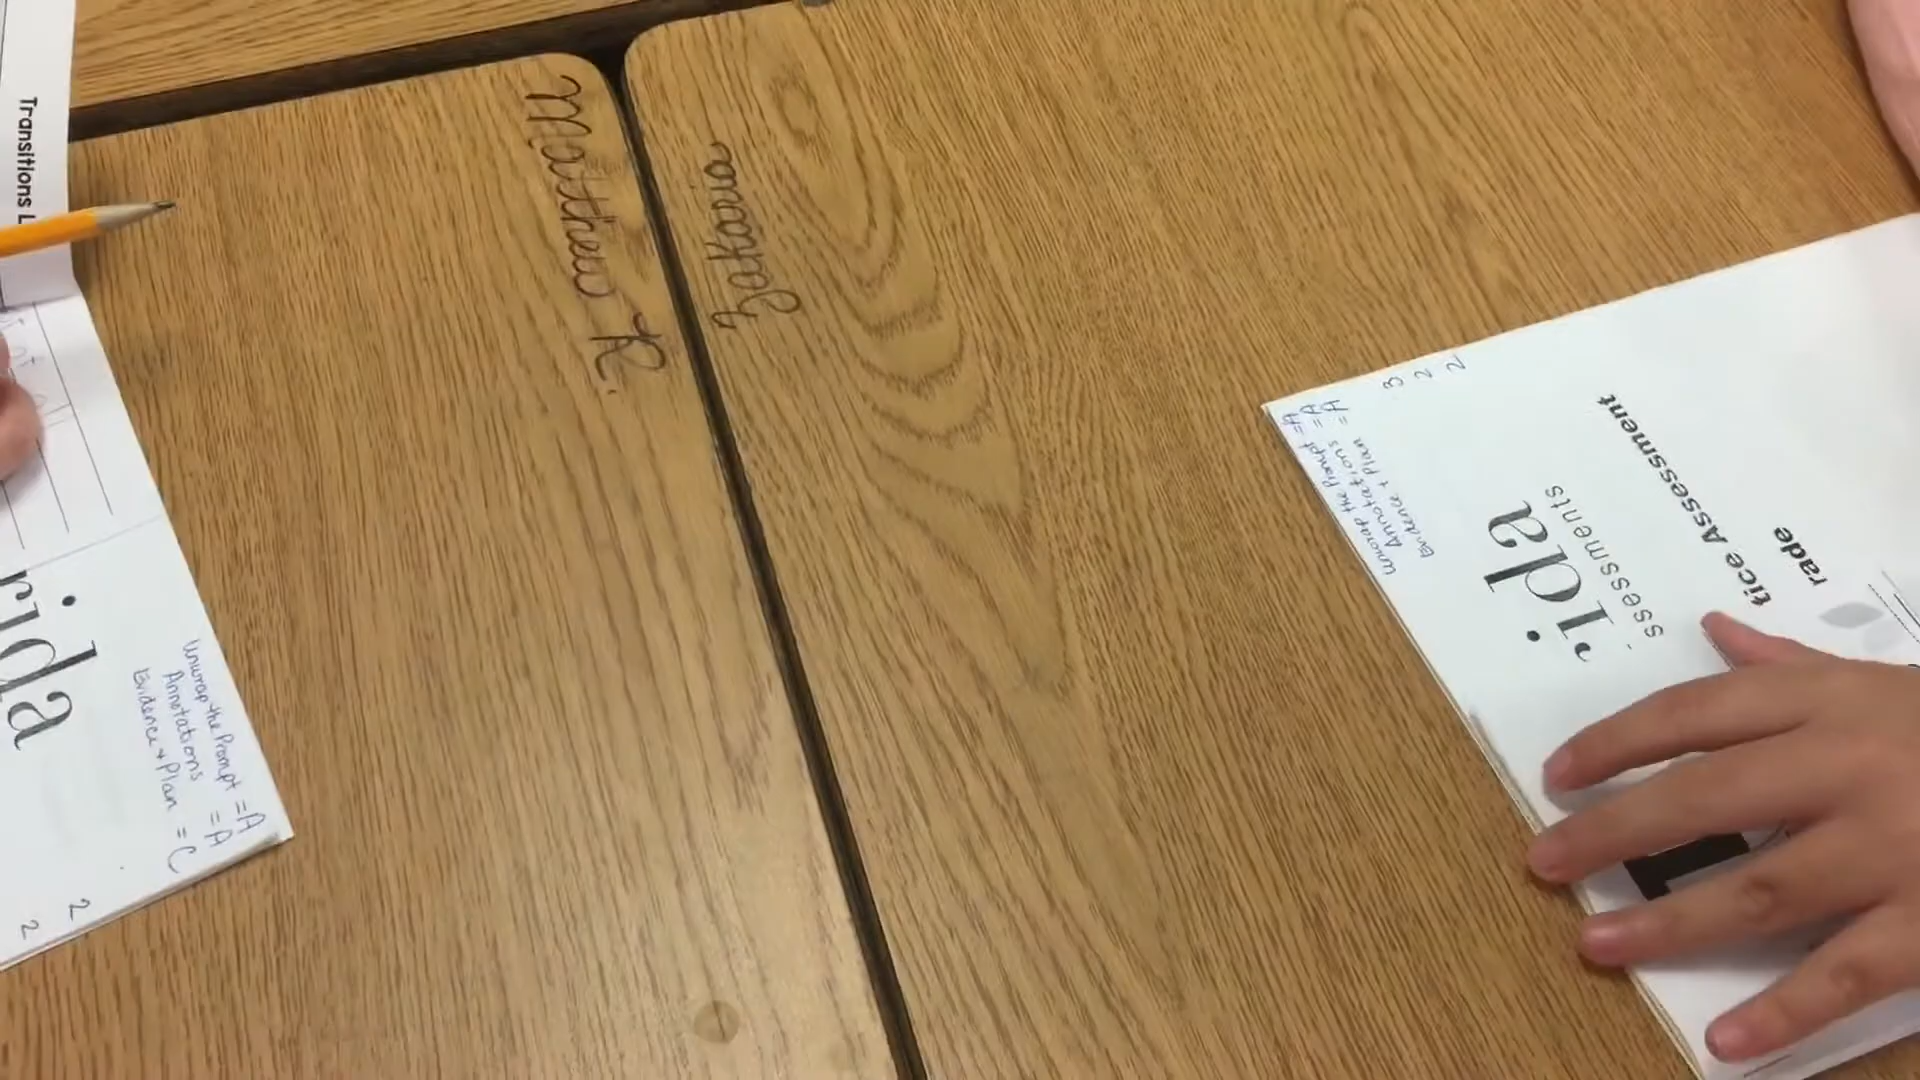 Transitions L
Matthew R.
Zakaria
rida
Unwrap the Prompt = A
Annotations = A
Evidence + Plan = C
2
2
Unwrap the Prompt = A
Annotations = A
Evidence + Plan = A
3
2
2
rida
ssessments
tice Assessment
rade